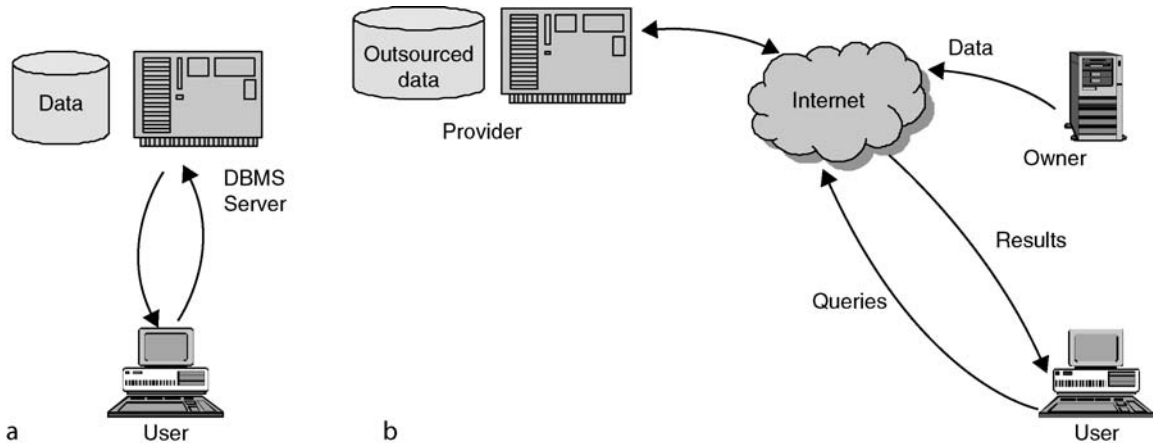 Data
DBMS
Server
User
a
Outsourced
data
Provider
Internet
Data
Owner
Results
Queries
User
b